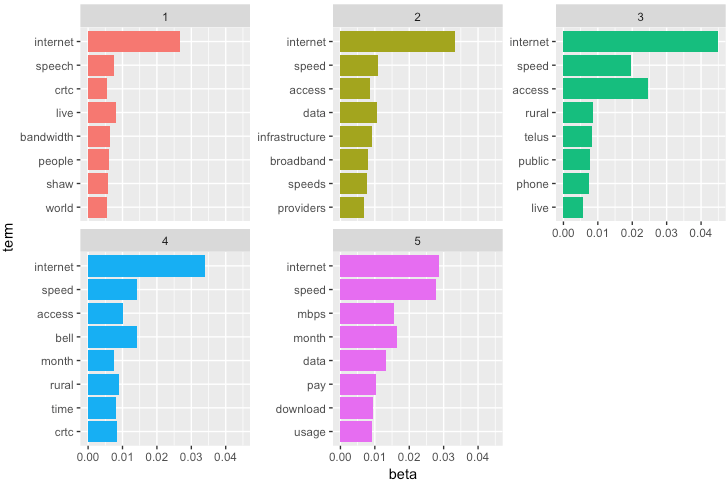 1
internet
speech
crtc
live
bandwidth
people
shaw
world
2
internet
speed
access
data
infrastructure
broadband
speeds
providers
3
internet
speed
access
rural
telus
public
phone
live
0.00 0.01 0.02 0.03 0.04
4
internet
speed
access
bell
month
rural
time
crtc
0.00 0.01 0.02 0.03 0.04
5
internet
speed
mbps
month
data
pay
download
usage
0.00 0.01 0.02 0.03 0.04
term
beta